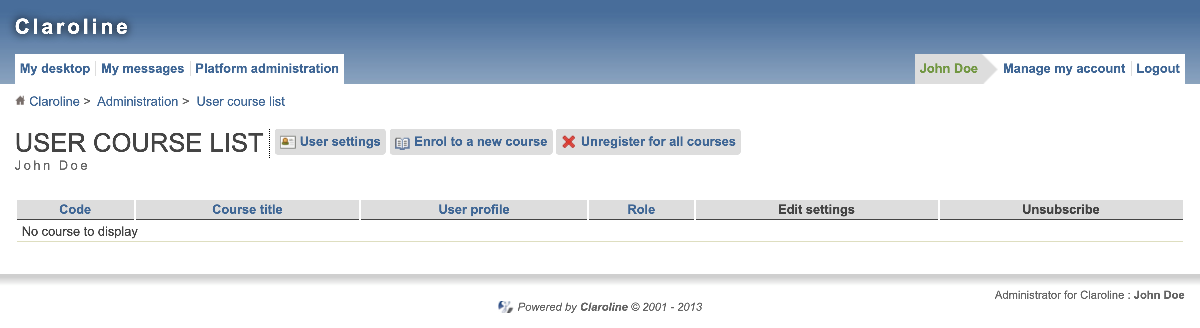 Claroline
My desktop My messages Platform administration John Doe Manage my account Logout
Claroline > Administration > User course list
USER COURSE LIST User settings Enrol to a new course Unregister for all courses
John Doe
Code Course title User profile Role Edit settings Unsubscribe
No course to display
Administrator for Claroline : John Doe
Powered by Claroline © 2001 - 2013